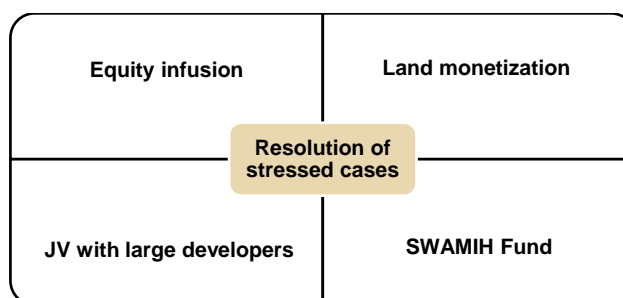 Equity infusion
Land monetization
Resolution of
stressed cases
JV with large developers
SWAMIH Fund